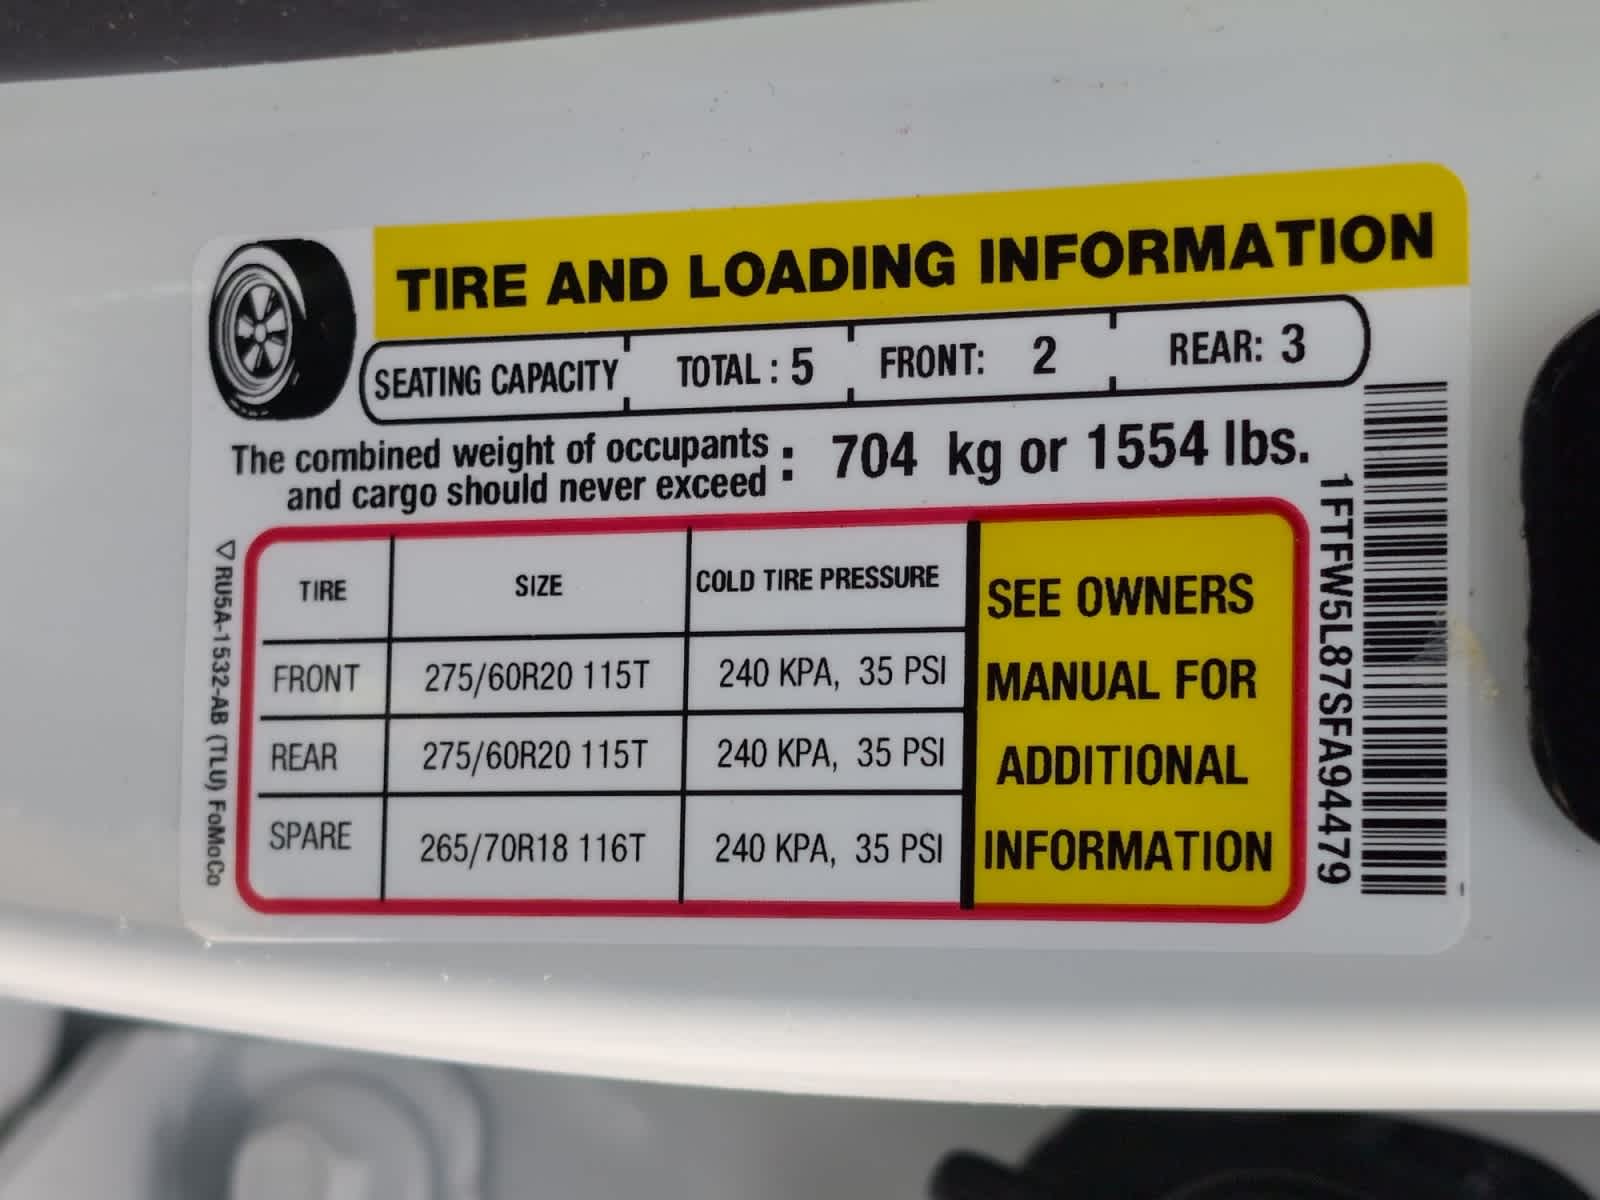 TIRE AND LOADING INFORMATION
SEATING CAPACITY TOTAL : 5 FRONT: 2 REAR: 3
The combined weight of occupants
and cargo should never exceed : 704 kg or 1554 lbs.
TIRE SIZE COLD TIRE PRESSURE
FRONT 275/60R20 115T 240 KPA, 35 PSI
REAR 275/60R20 115T 240 KPA, 35 PSI
SPARE 265/70R18 116T 240 KPA, 35 PSI
SEE OWNERS
MANUAL FOR
ADDITIONAL
INFORMATION
1FTFW5L87SFA94479
RU5A-1532-AB (TLU) FoMoCo